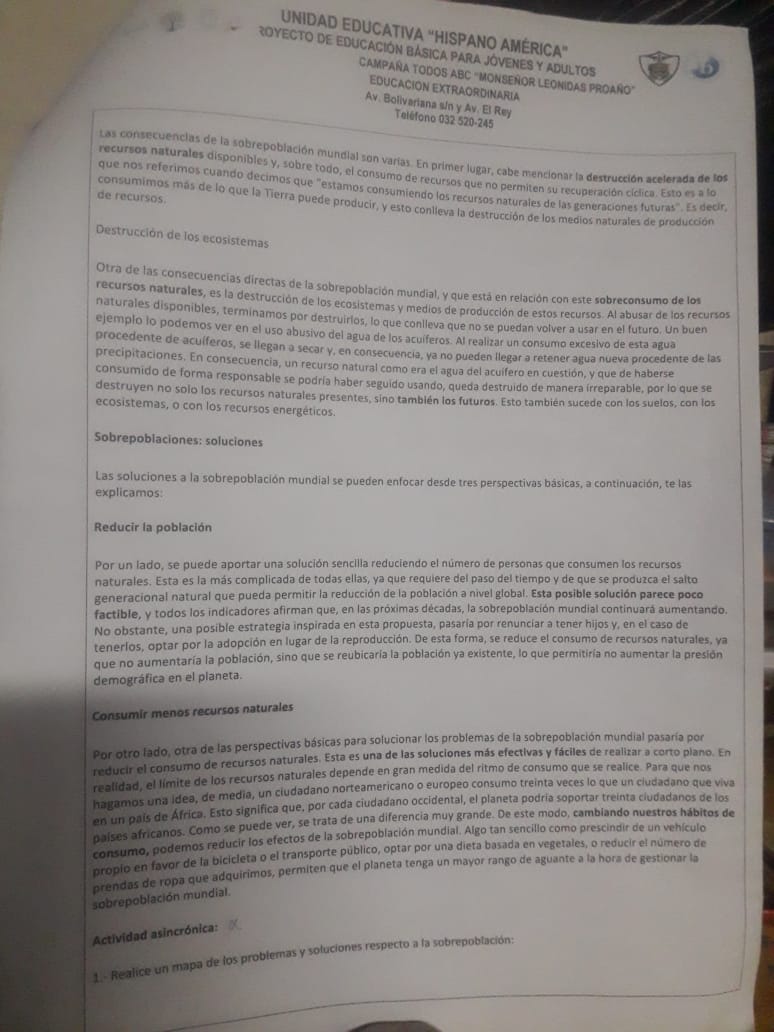 UNIDAD EDUCATIVA "HISPANO AMÉRICA"
ROYECTO DE EDUCACIÓN BÁSICA PARA JÓVENES Y ADULTOS
CAMPAÑA TODOS ABC "MONSEÑOR LEONIDAS PROAÑO"
EDUCACION EXTRAORDINARIA
Av. Bolivariana s/n y Av. El Rey
Teléfono 032 520-245
Las consecuencias de la sobrepoblación mundial son varias. En primer lugar, cabe mencionar la destrucción acelerada de los
recursos naturales disponibles y, sobre todo, el consumo de recursos que no permiten su recuperación cíclica. Esto es a lo
que nos referimos cuando decimos que "estamos consumiendo los recursos naturales de las generaciones futuras". Es decir,
consumimos más de lo que la Tierra puede producir, y esto conlleva la destrucción de los medios naturales de producción
de recursos.
Destrucción de los ecosistemas
Otra de las consecuencias directas de la sobrepoblación mundial, y que está en relación con este sobreconsumo de los
recursos naturales, es la destrucción de los ecosistemas y medios de producción de estos recursos. Al abusar de los recursos
naturales disponibles, terminamos por destruirlos, lo que conlleva que no se puedan volver a usar en el futuro. Un buen
ejemplo lo podemos ver en el uso abusivo del agua de los acuíferos. Al realizar un consumo excesivo de esta agua
procedente de acuíferos, se llegan a secar y, en consecuencia, ya no pueden llegar a retener agua nueva procedente de las
precipitaciones. En consecuencia, un recurso natural como era el agua del acuífero en cuestión, y que de haberse
consumido de forma responsable se podría haber seguido usando, queda destruido de manera irreparable, por lo que se
destruyen no solo los recursos naturales presentes, sino también los futuros. Esto también sucede con los suelos, con los
ecosistemas, o con los recursos energéticos.
Sobrepoblaciones: soluciones
Las soluciones a la sobrepoblación mundial se pueden enfocar desde tres perspectivas básicas, a continuación, te las
explicamos:
Reducir la población
Por un lado, se puede aportar una solución sencilla reduciendo el número de personas que consumen los recursos
naturales. Esta es la más complicada de todas ellas, ya que requiere del paso del tiempo y de que se produzca el salto
generacional natural que pueda permitir la reducción de la población a nivel global. Esta posible solución parece poco
factible, y todos los indicadores afirman que, en las próximas décadas, la sobrepoblación mundial continuará aumentando.
No obstante, una posible estrategia inspirada en esta propuesta, pasaría por renunciar a tener hijos y, en el caso de
tenerlos, optar por la adopción en lugar de la reproducción. De esta forma, se reduce el consumo de recursos naturales, ya
que no aumentaría la población, sino que se reubicaría la población ya existente, lo que permitiría no aumentar la presión
demográfica en el planeta.
Consumir menos recursos naturales
Por otro lado, otra de las perspectivas básicas para solucionar los problemas de la sobrepoblación mundial pasaría por
reducir el consumo de recursos naturales. Esta es una de las soluciones más efectivas y fáciles de realizar a corto plano. En
realidad, el límite de los recursos naturales depende en gran medida del ritmo de consumo que se realice. Para que nos
hagamos una idea, de media, un ciudadano norteamericano o europeo consumo treinta veces lo que un ciudadano que viva
en un país de África. Esto significa que, por cada ciudadano occidental, el planeta podría soportar treinta ciudadanos de los
países africanos. Como se puede ver, se trata de una diferencia muy grande. De este modo, cambiando nuestros hábitos de
consumo, podemos reducir los efectos de la sobrepoblación mundial. Algo tan sencillo como prescindir de un vehículo
propio en favor de la bicicleta o el transporte público, optar por una dieta basada en vegetales, o reducir el número de
prendas de ropa que adquirimos, permiten que el planeta tenga un mayor rango de aguante a la hora de gestionar la
sobrepoblación mundial.
Actividad asincrónica:
1.- Realice un mapa de los problemas y soluciones respecto a la sobrepoblación: